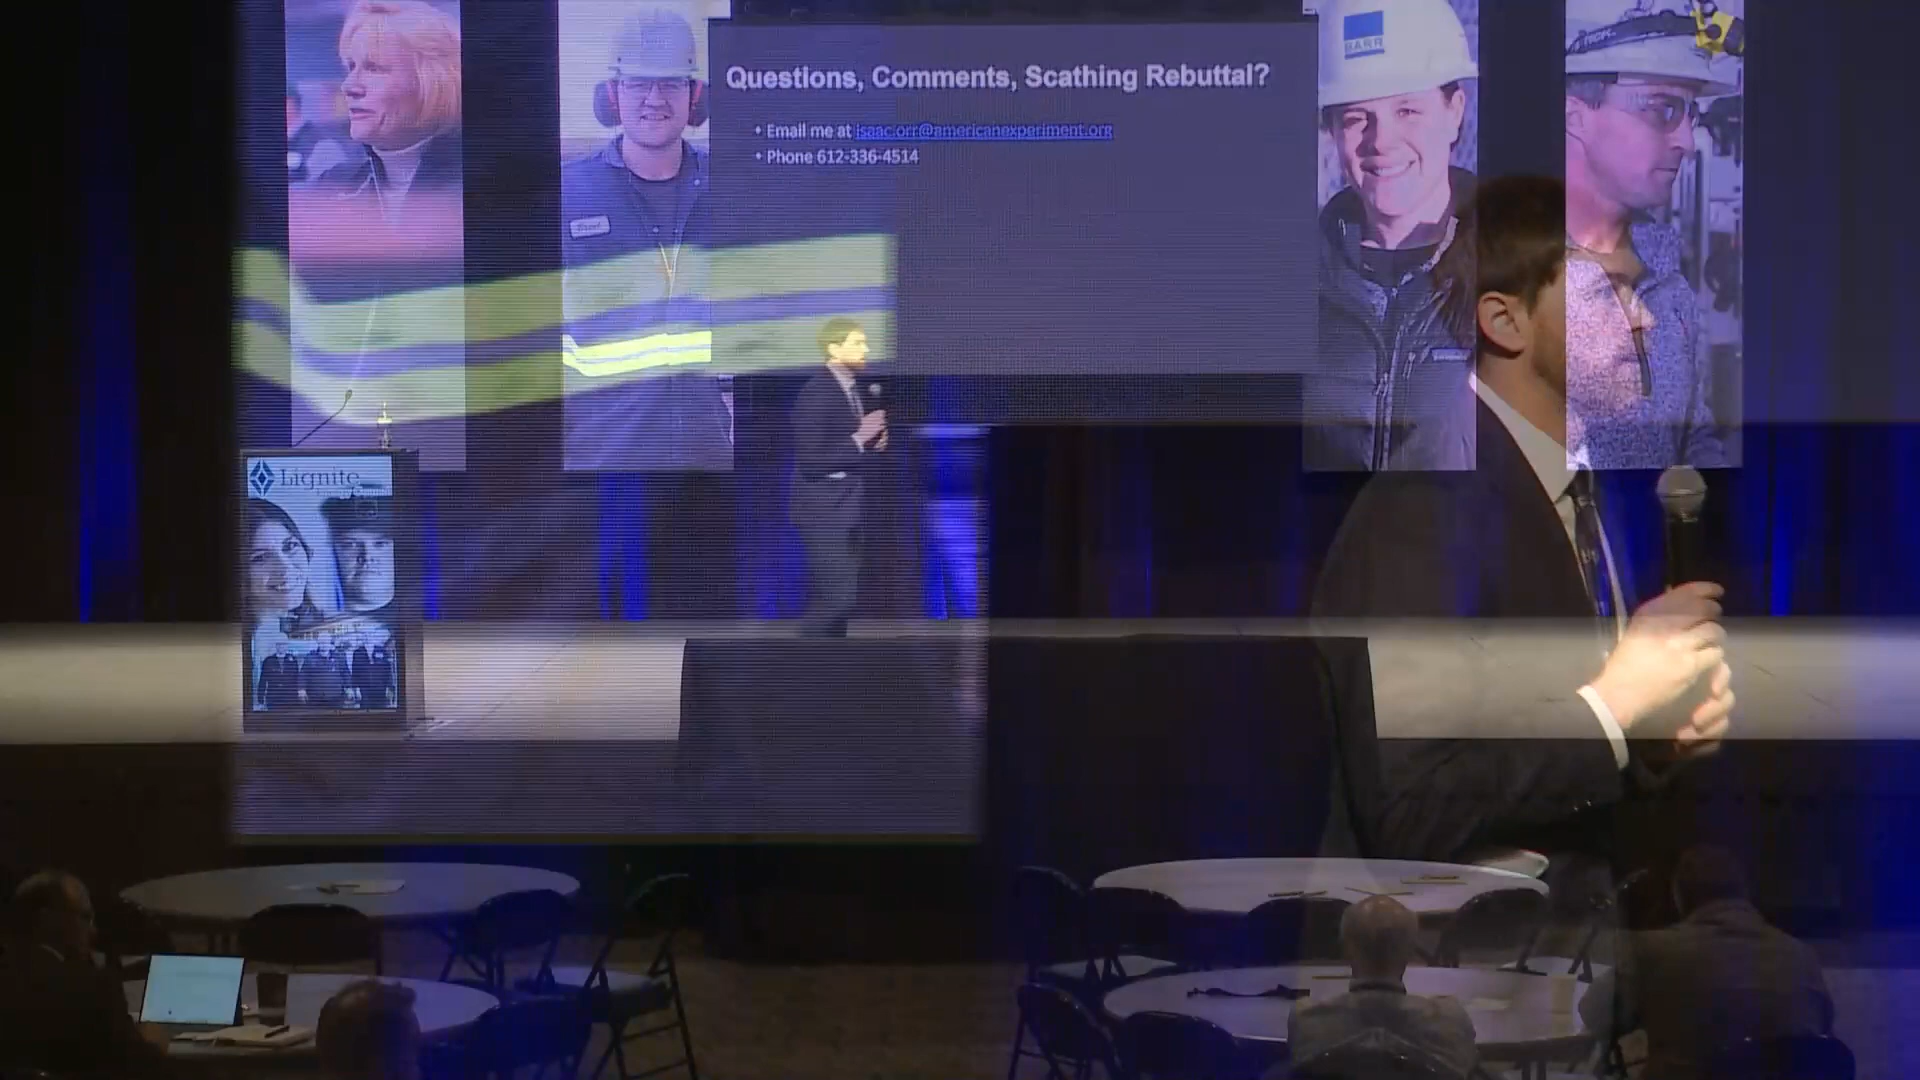 BARR
Questions, Comments, Scathing Rebuttal?
• Email me at isaac.orr@americanexperiment.org
• Phone 612-336-4514
Lignite